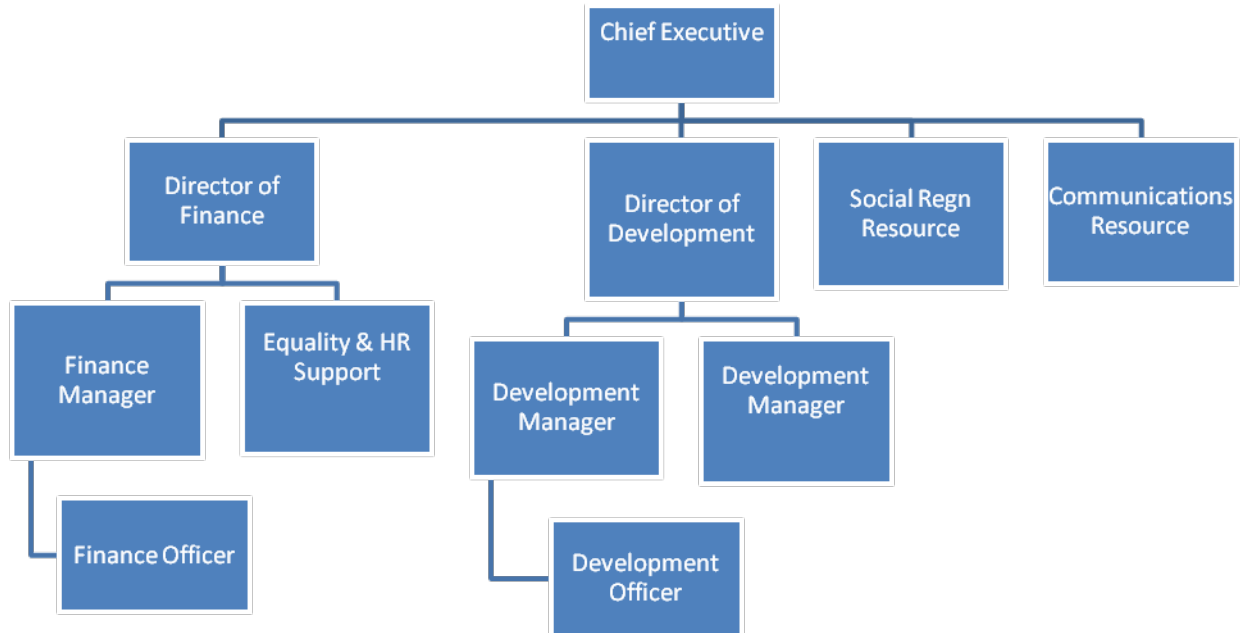 Chief Executive
Director of
Finance
Director of
Development
Social Regn
Resource
Communications
Resource
Finance
Manager
Equality & HR
Support
Development
Manager
Development
Manager
Finance Officer
Development
Officer